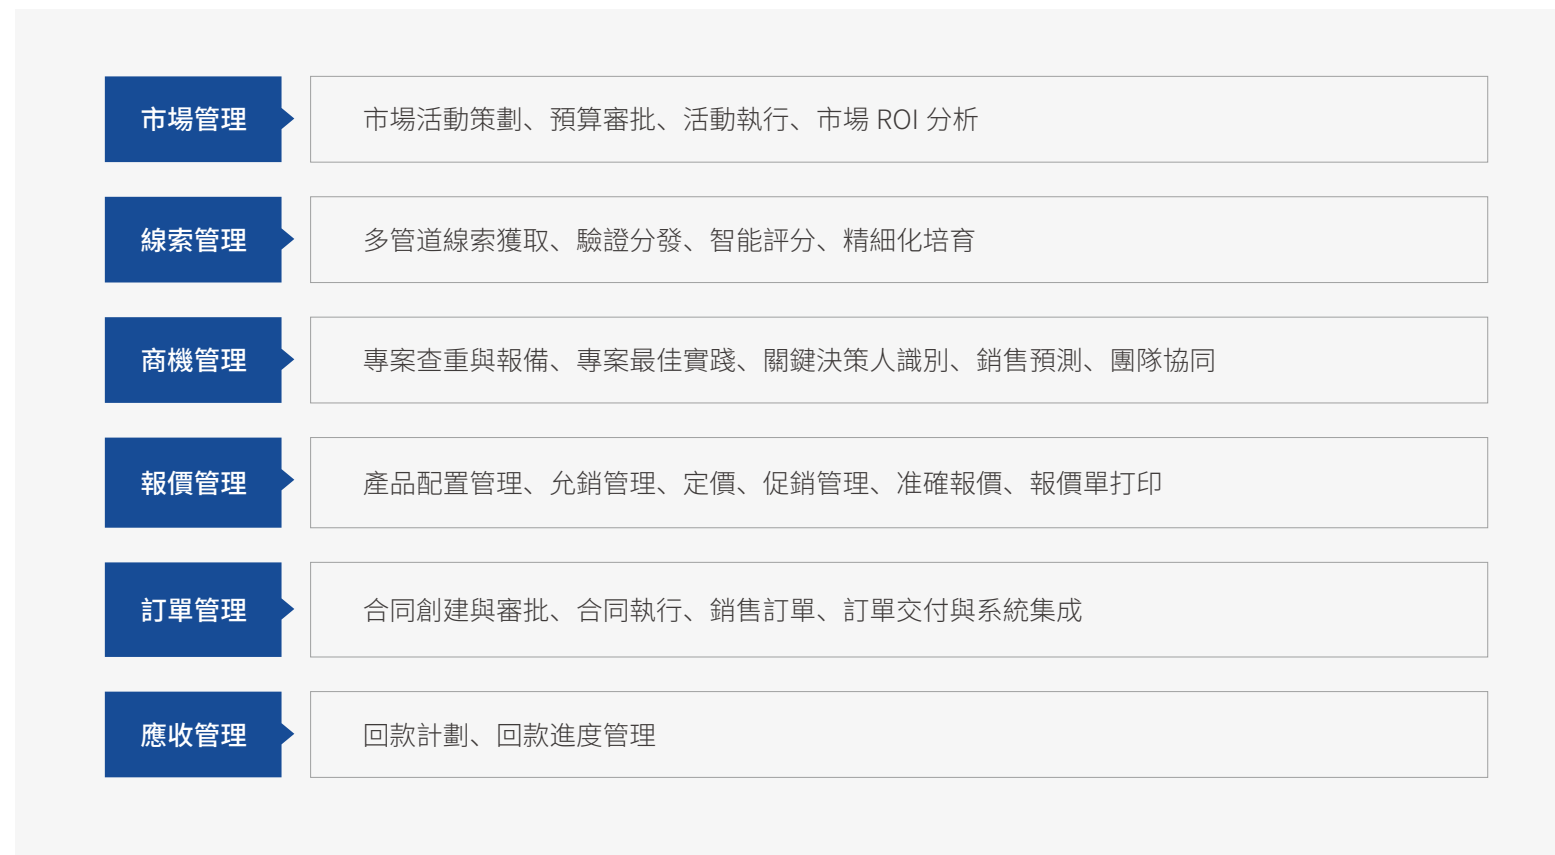 市場管理
市場活動策劃、預算審批、活動執行、市場 ROI 分析
線索管理
多管道線索獲取、驗證分發、智能評分、精細化培育
商機管理
專案查重與報備、專案最佳實踐、關鍵決策人識別、銷售預測、團隊協同
報價管理
產品配置管理、允銷管理、定價、促銷管理、准確報價、報價單打印
訂單管理
合同創建與審批、合同執行、銷售訂單、訂單交付與系統集成
應收管理
回款計劃、回款進度管理